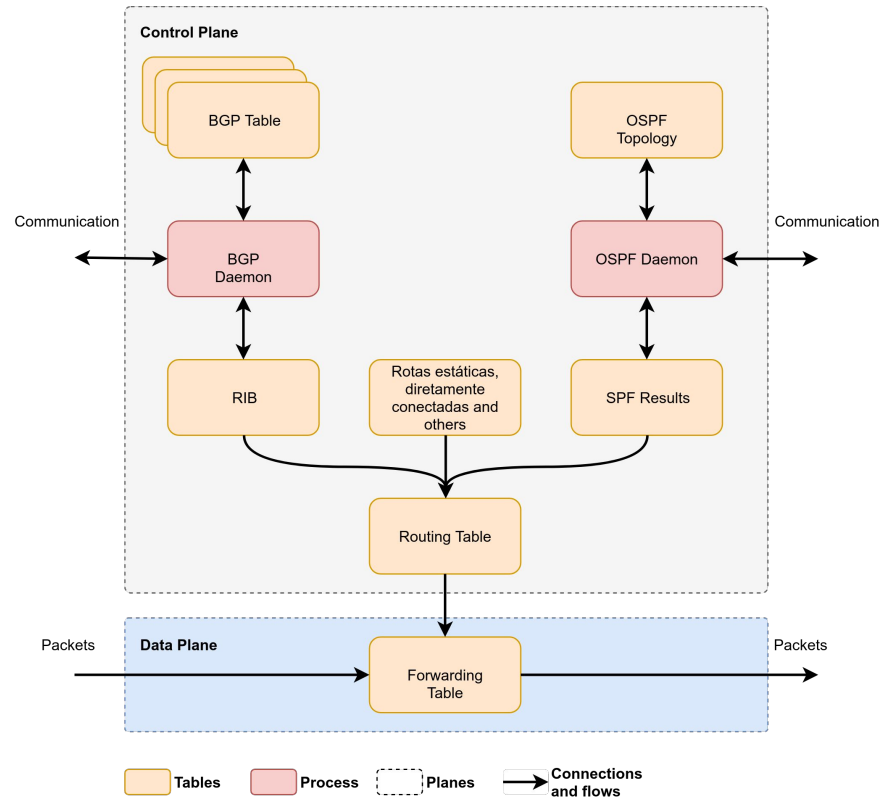 Control Plane
BGP Table
OSPF
Topology
Communication
Communication
BGP
Daemon
OSPF Daemon
RIB
Rotas estáticas,
diretamente
conectadas and
others
SPF Results
Routing Table
Data Plane
Packets
Packets
Forwarding
Table
Tables
Process
Planes
Connections
and flows